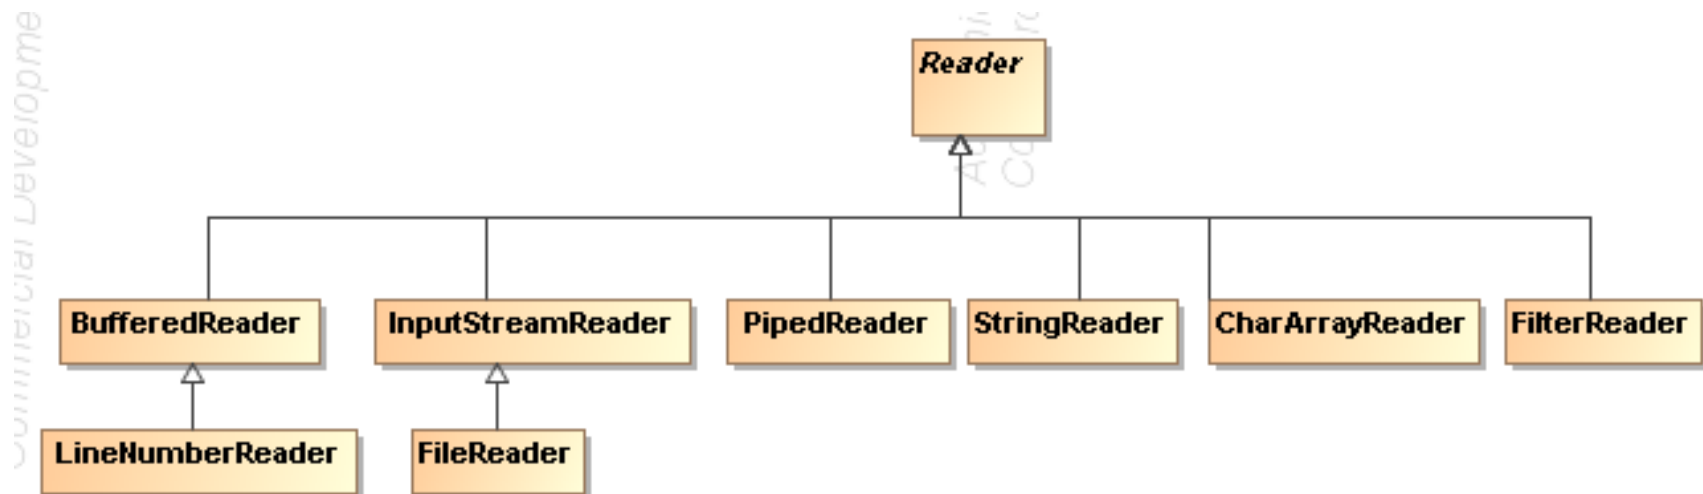 Reader
BufferedReader
InputStreamReader
PipedReader
StringReader
CharArrayReader
FilterReader
LineNumberReader
FileReader